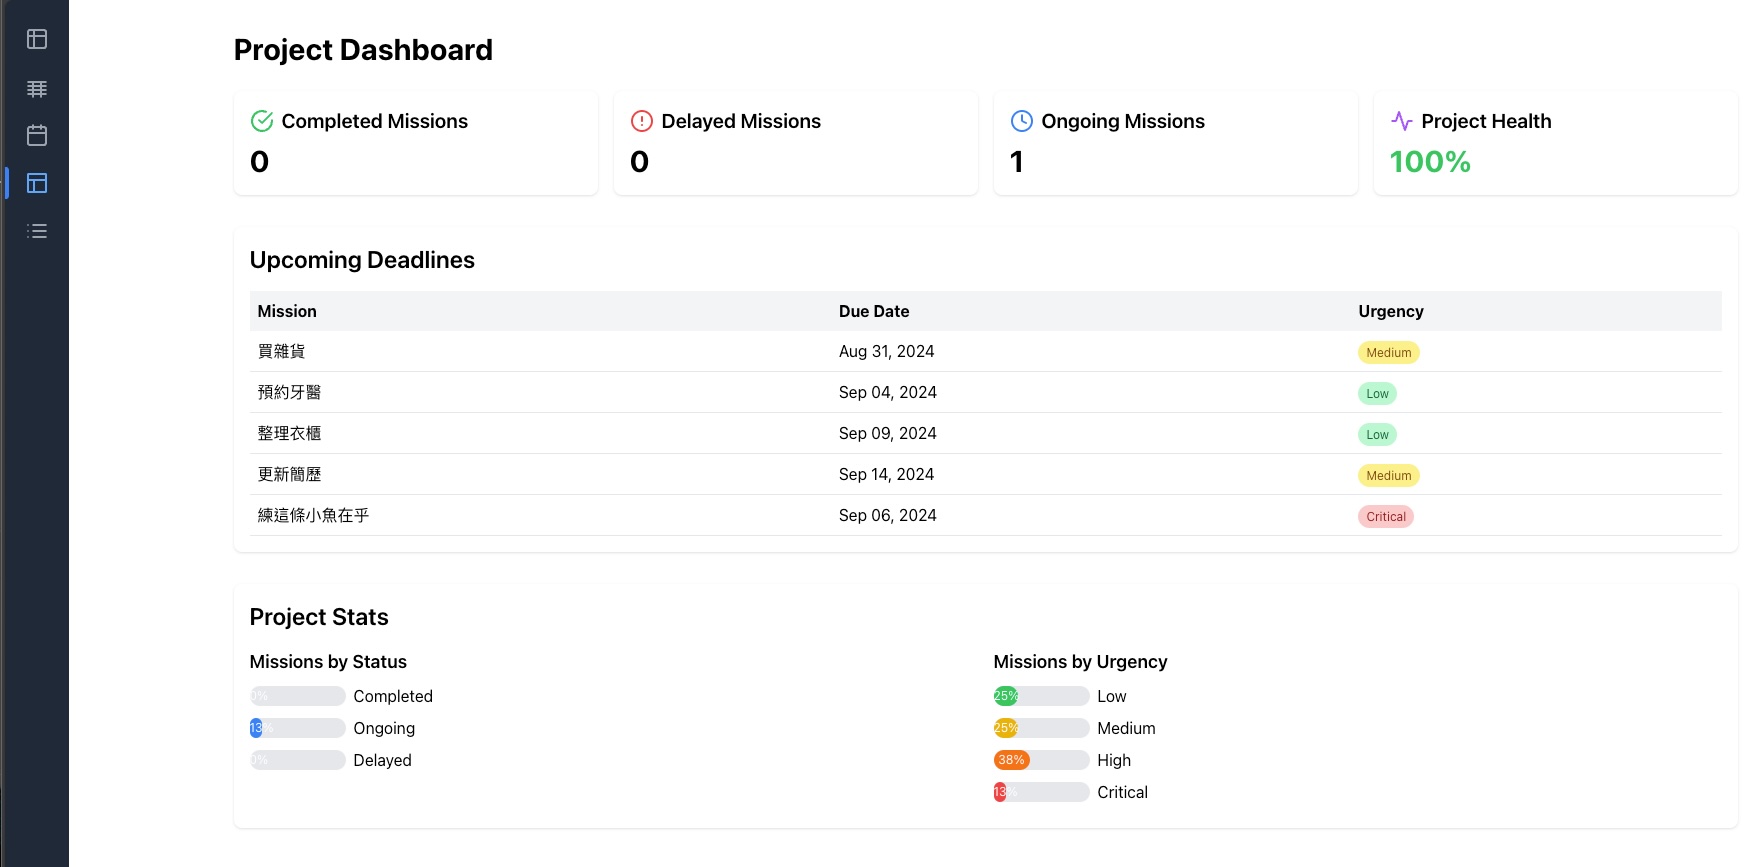 Project Dashboard
Completed Missions
0
Delayed Missions
0
Ongoing Missions
1
Project Health
100%
Upcoming Deadlines
Mission Due Date Urgency
買雜貨 Aug 31, 2024 Medium
預約牙醫 Sep 04, 2024 Low
整理衣櫃 Sep 09, 2024 Low
更新簡歷 Sep 14, 2024 Medium
練這條小魚在乎 Sep 06, 2024 Critical
Project Stats
Missions by Status
0% Completed
13% Ongoing
0% Delayed
Missions by Urgency
25% Low
25% Medium
38% High
13% Critical